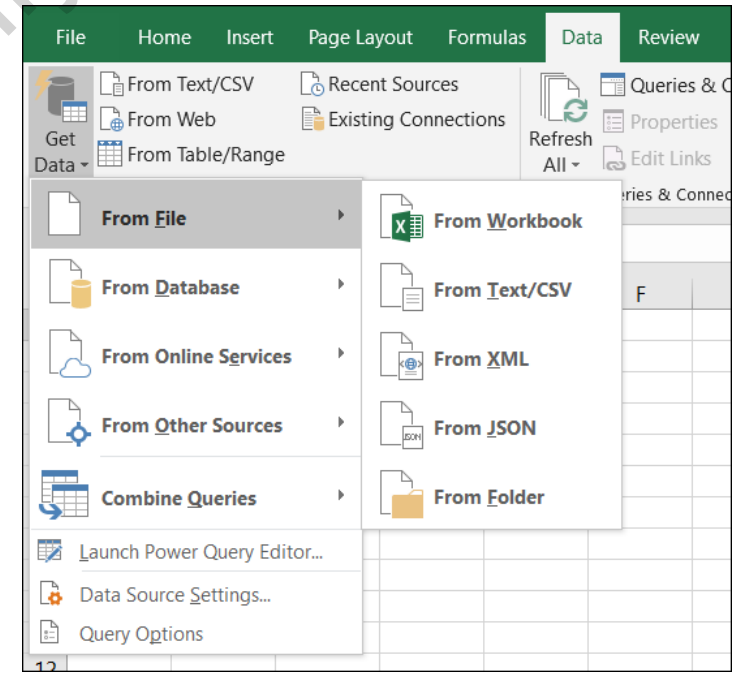 File Home Insert Page Layout Formulas Data Review
From Text/CSV Recent Sources Queries &
From Web Existing Connections Properties
Get Data From Table/Range Refresh All Edit Links
From File
From Database
From Online Services
From Other Sources
Combine Queries
Launch Power Query Editor...
Data Source Settings...
Query Options
From Workbook
From Text/CSV
From XML
JSON From JSON
From Folder
F